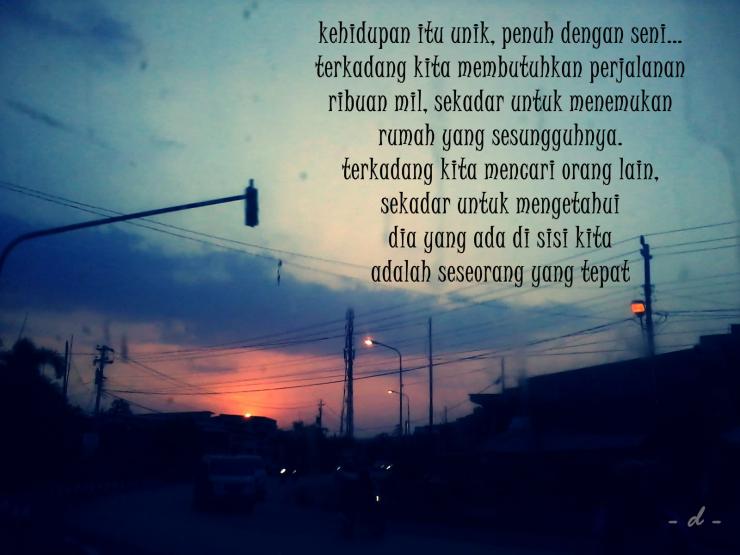 kehidupan itu unik, penuh dengan seni...
terkadang kita membutuhkan perjalanan
ribuan mil, sekadar untuk menemukan
rumah yang sesungguhnya.
terkadang kita mencari orang lain,
sekadar untuk mengetahui
dia yang ada di sisi kita
adalah seseorang yang tepat
- d -